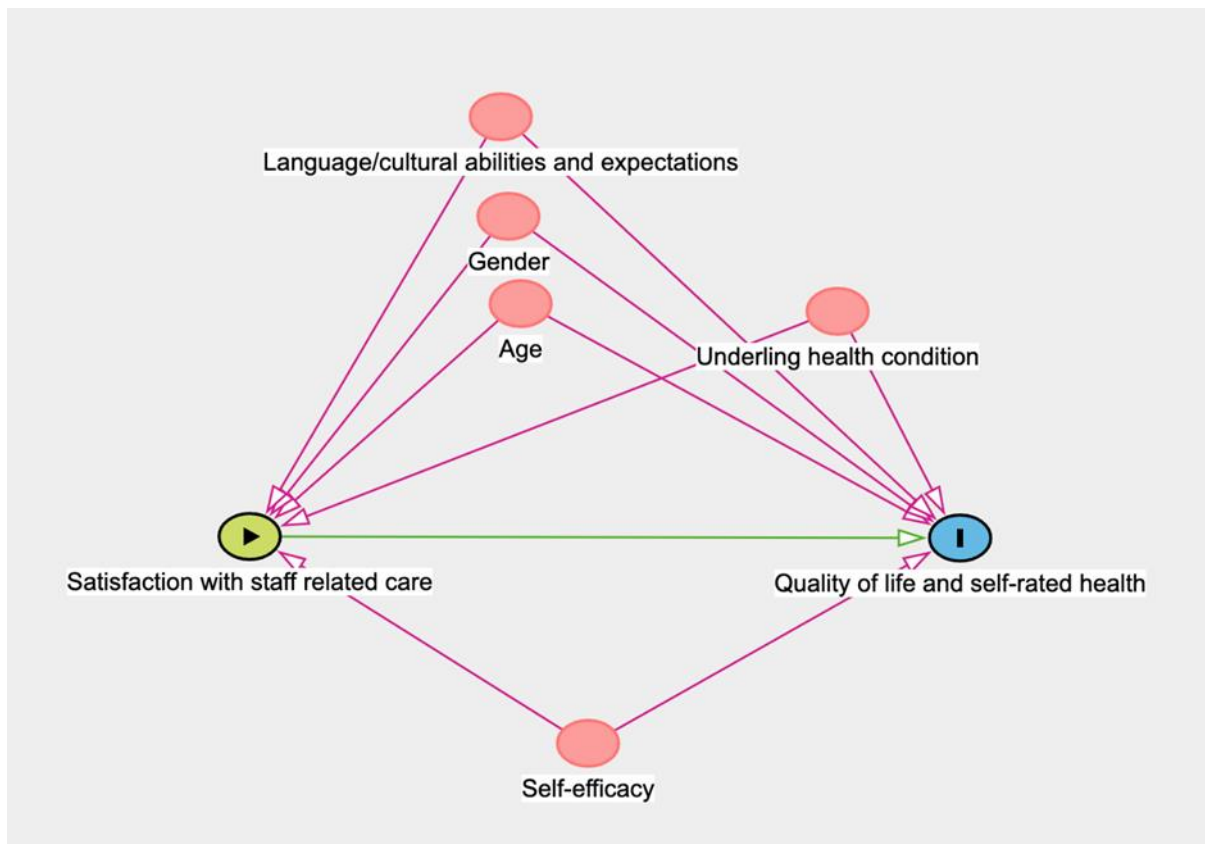 Language/cultural abilities and expectations
Gender
Age
Underling health condition
Satisfaction with staff related care
Quality of life and self-rated health
Self-efficacy